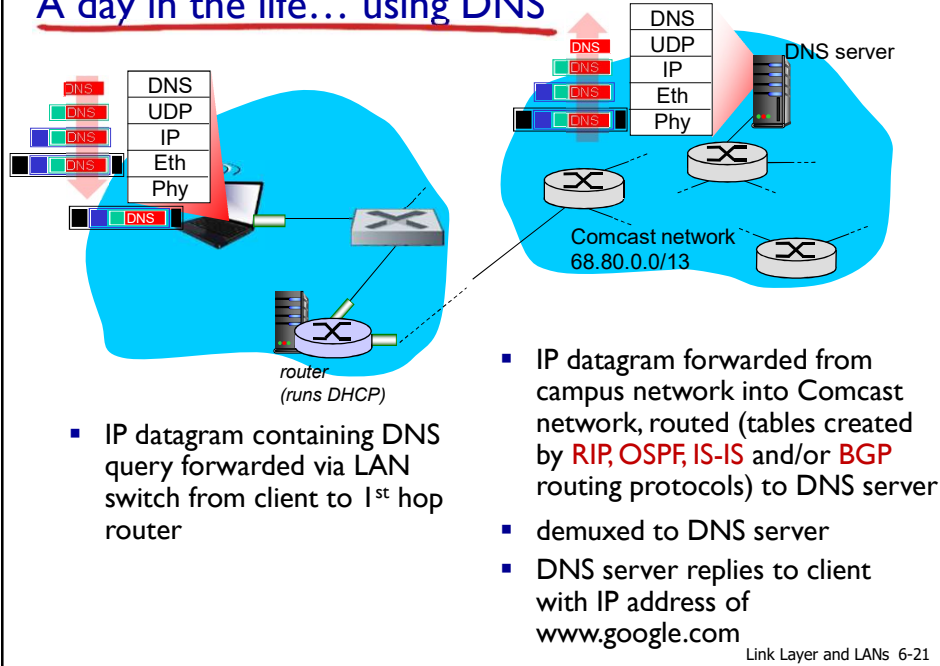 A day in the life… using DNS
DNS
DNS
DNS
DNS
DNS
DNS
UDP
IP
Eth
Phy
DNS
DNS
DNS
DNS
DNS
UDP
IP
Eth
Phy
DNS server
Comcast network
68.80.0.0/13
router
(runs DHCP)
▪ IP datagram containing DNS
query forwarded via LAN
switch from client to 1st hop
router
▪ IP datagram forwarded from
campus network into Comcast
network, routed (tables created
by RIP, OSPF, IS-IS and/or BGP
routing protocols) to DNS server
▪ demuxed to DNS server
▪ DNS server replies to client
with IP address of
www.google.com
Link Layer and LANs 6-21